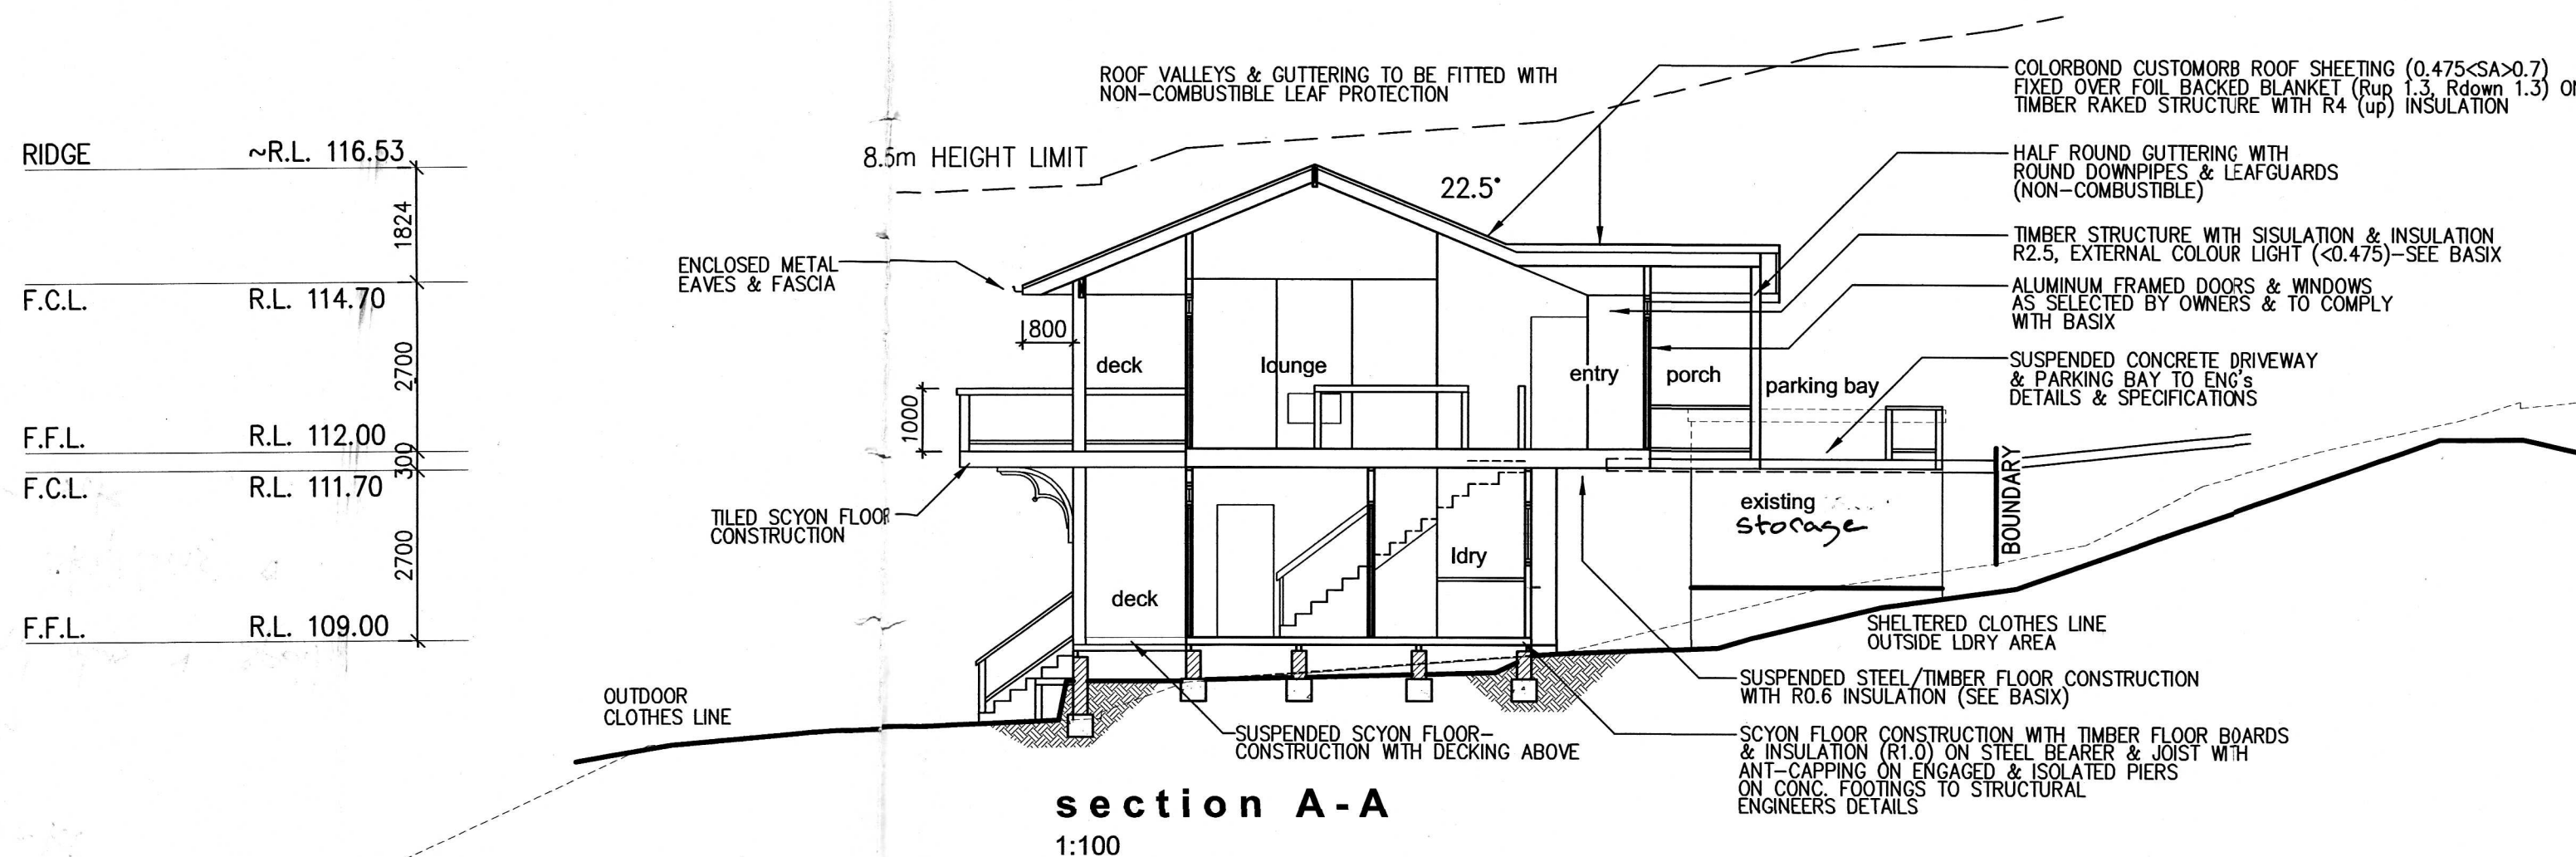 ROOF VALLEYS & GUTTERING TO BE FITTED WITH
NON-COMBUSTIBLE LEAF PROTECTION
COLORBOND CUSTOMORB ROOF SHEETING (0.475<SA>0.7)
FIXED OVER FOIL BACKED BLANKET (Rup 1.3, Rdown 1.3)
TIMBER RAKED STRUCTURE WITH R4 (up) INSULATION
RIDGE ~R.L. 116.53
8.5m HEIGHT LIMIT
22.5°
HALF ROUND GUTTERING WITH
ROUND DOWNPIPES & LEAFGUARDS
(NON-COMBUSTIBLE)
1824
ENCLOSED METAL
EAVES & FASCIA
TIMBER STRUCTURE WITH SISULATION & INSULATION
R2.5, EXTERNAL COLOUR LIGHT (<0.475)-SEE BASIX
F.C.L. R.L. 114.70
ALUMINUM FRAMED DOORS & WINDOWS
AS SELECTED BY OWNERS & TO COMPLY
WITH BASIX
800
2700
deck
lounge
entry
porch
parking bay
SUSPENDED CONCRETE DRIVEWAY
& PARKING BAY TO ENG's
DETAILS & SPECIFICATIONS
1000
F.F.L. R.L. 112.00
300
F.C.L. R.L. 111.70
BOUNDARY
existing
storage
TILED SCYON FLOOR
CONSTRUCTION
2700
ldry
deck
F.F.L. R.L. 109.00
SHELTERED CLOTHES LINE
OUTSIDE LDRY AREA
OUTDOOR
CLOTHES LINE
SUSPENDED STEEL/TIMBER FLOOR CONSTRUCTION
WITH R0.6 INSULATION (SEE BASIX)
SUSPENDED SCYON FLOOR-
CONSTRUCTION WITH DECKING ABOVE
SCYON FLOOR CONSTRUCTION WITH TIMBER FLOOR BOARDS
& INSULATION (R1.0) ON STEEL BEARER & JOIST WITH
ANT-CAPPING ON ENGAGED & ISOLATED PIERS
ON CONC. FOOTINGS TO STRUCTURAL
ENGINEERS DETAILS
section A-A
1:100